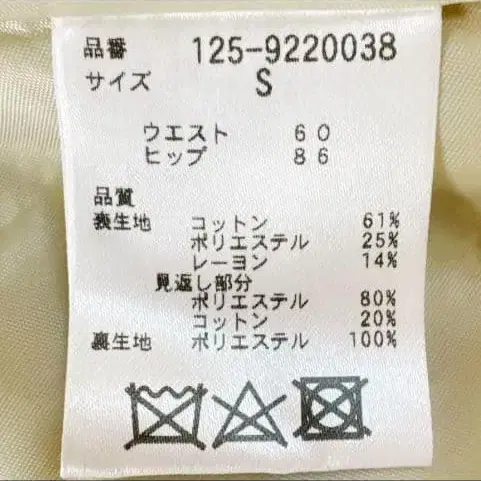 品番 125-9220038
サイズ S
ウエスト 60
ヒップ 86
品質
表生地 コットン 61%
ポリエステル 25%
レーヨン 14%
見返し部分
ポリエステル 80%
コットン 20%
裏生地 ポリエステル 100%